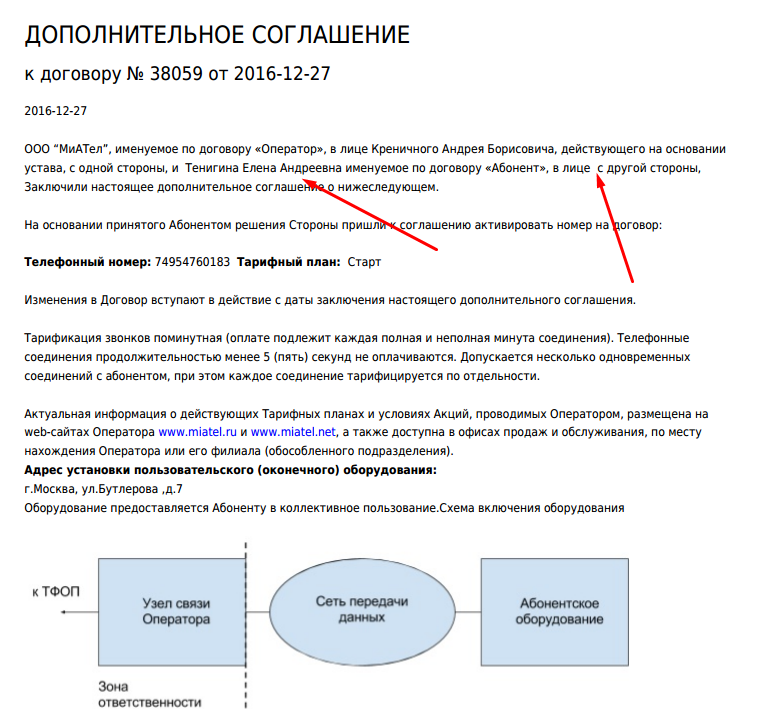 ДОПОЛНИТЕЛЬНОЕ СОГЛАШЕНИЕ
к договору № 38059 от 2016-12-27
2016-12-27
ООО “МиАТел”, именуемое по договору «Оператор», в лице Креничного Андрея Борисовича, действующего на основании
устава, с одной стороны, и Тенигина Елена Андреевна именуемое по договору «Абонент», в лице с другой стороны,
Заключили настоящее дополнительное соглашение о нижеследующем.
На основании принятого Абонентом решения Стороны пришли к соглашению активировать номер на договор:
Телефонный номер: 74954760183 Тарифный план: Старт
Изменения в Договор вступают в действие с даты заключения настоящего дополнительного соглашения.
Тарификация звонков поминутная (оплате подлежит каждая полная и неполная минута соединения). Телефонные
соединения продолжительностью менее 5 (пять) секунд не оплачиваются. Допускается несколько одновременных
соединений с абонентом, при этом каждое соединение тарифицируется по отдельности.
Актуальная информация о действующих Тарифных планах и условиях Акций, проводимых Оператором, размещена на
web-сайтах Оператора www.miatel.ru и www.miatel.net, а также доступна в офисах продаж и обслуживания, по месту
нахождения Оператора или его филиала (обособленного подразделения).
Адрес установки пользовательского (оконечного) оборудования:
г.Москва, ул.Бутлерова ,д.7
Оборудование предоставляется Абоненту в коллективное пользование.Схема включения оборудования
к ТФОП
Узел связи
Оператора
Сеть передачи
данных
Абонентское
оборудование
Зона
ответственности